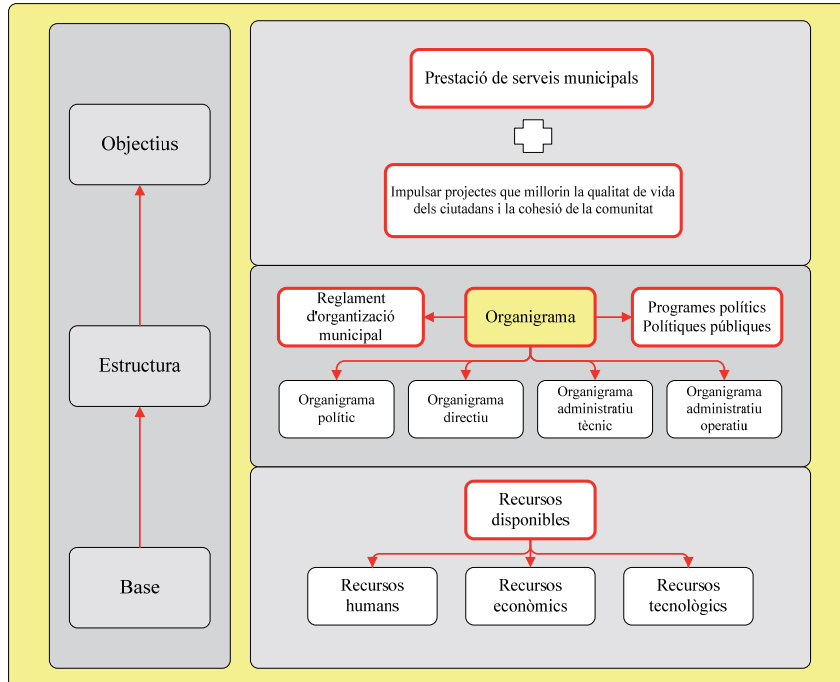 Objectius
Estructura
Base
Prestació de serveis municipals
Impulsar projectes que millorin la qualitat de vida
dels ciutadans i la cohesió de la comunitat
Reglament
d'organtizació
municipal
Organigrama
Programes polítics
Polítiques públiques
Organigrama
polític
Organigrama
directiu
Organigrama
administratiu
tècnic
Organigrama
administratiu
operatiu
Recursos
disponibles
Recursos
humans
Recursos
econòmics
Recursos
tecnològics